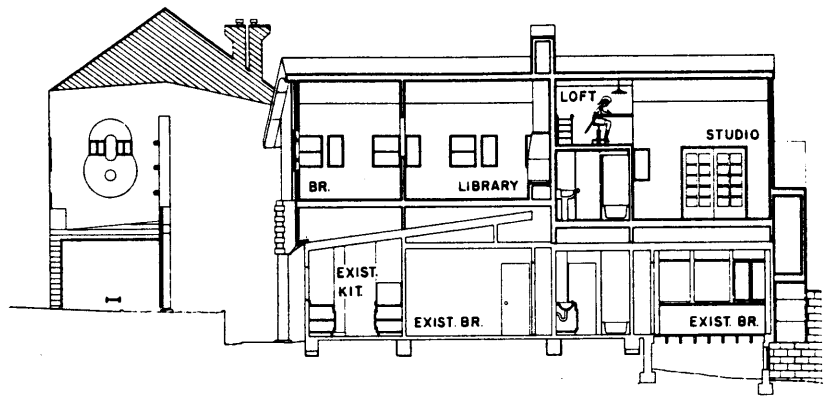 LOFT
STUDIO
BR.
LIBRARY
EXIST.
KIT.
EXIST. BR.
EXIST. BR.